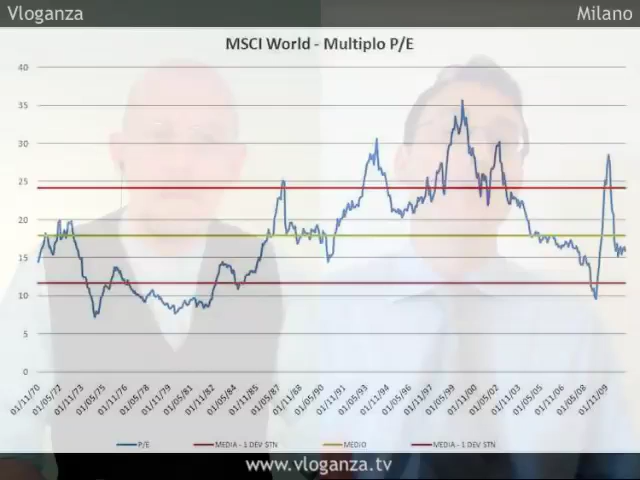 Vloganza
Milano
MSCI World - Multiplo P/E
40
35
30
25
20
15
10
5
0
01/11/70 01/05/72 01/11/73 01/05/75 01/11/76 01/05/78 01/11/79 01/05/81 01/11/82 01/05/84 01/11/85 01/05/87 01/11/88 01/05/90 01/11/91 01/05/93 01/11/94 01/05/96 01/11/97 01/05/99 01/11/00 01/05/02 01/11/03 01/05/05 01/11/06 01/05/08 01/11/09
P/E MEDIA - 1 DEV STN MEDIO MEDIA - 1 DEV STN
www.vloganza.tv